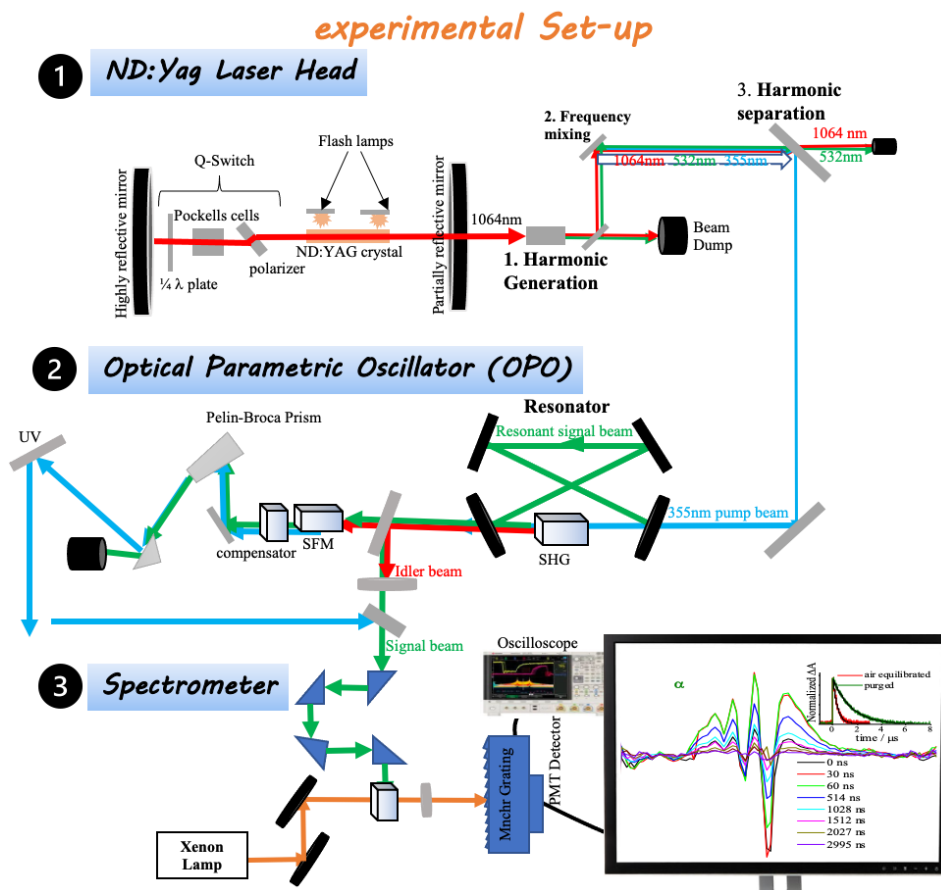 experimental Set-up
1
ND:Yag Laser Head
3. Harmonic
separation
2. Frequency
mixing
1064 nm
532nm
1064nm 532nm 355nm
Flash lamps
Q-Switch
Pockells cells
Highly reflective mirror
polarizer
¼ λ plate
ND:YAG crystal
Partially reflective mirror
1064nm
1. Harmonic
Generation
Beam
Dump
2
Optical Parametric Oscillator (OPO)
Pelin-Broca Prism
UV
Resonator
Resonant signal beam
355nm pump beam
SFM
compensator
SHG
Idler beam
Signal beam
3
Spectrometer
Oscilloscope
Mnchr Grating
PMT Detector
Xenon
Lamp
α
Normalized ΔA
air equilibrated
purged
0 2 4 6 8
time / μs
0 ns
30 ns
60 ns
514 ns
1028 ns
1512 ns
2027 ns
2995 ns